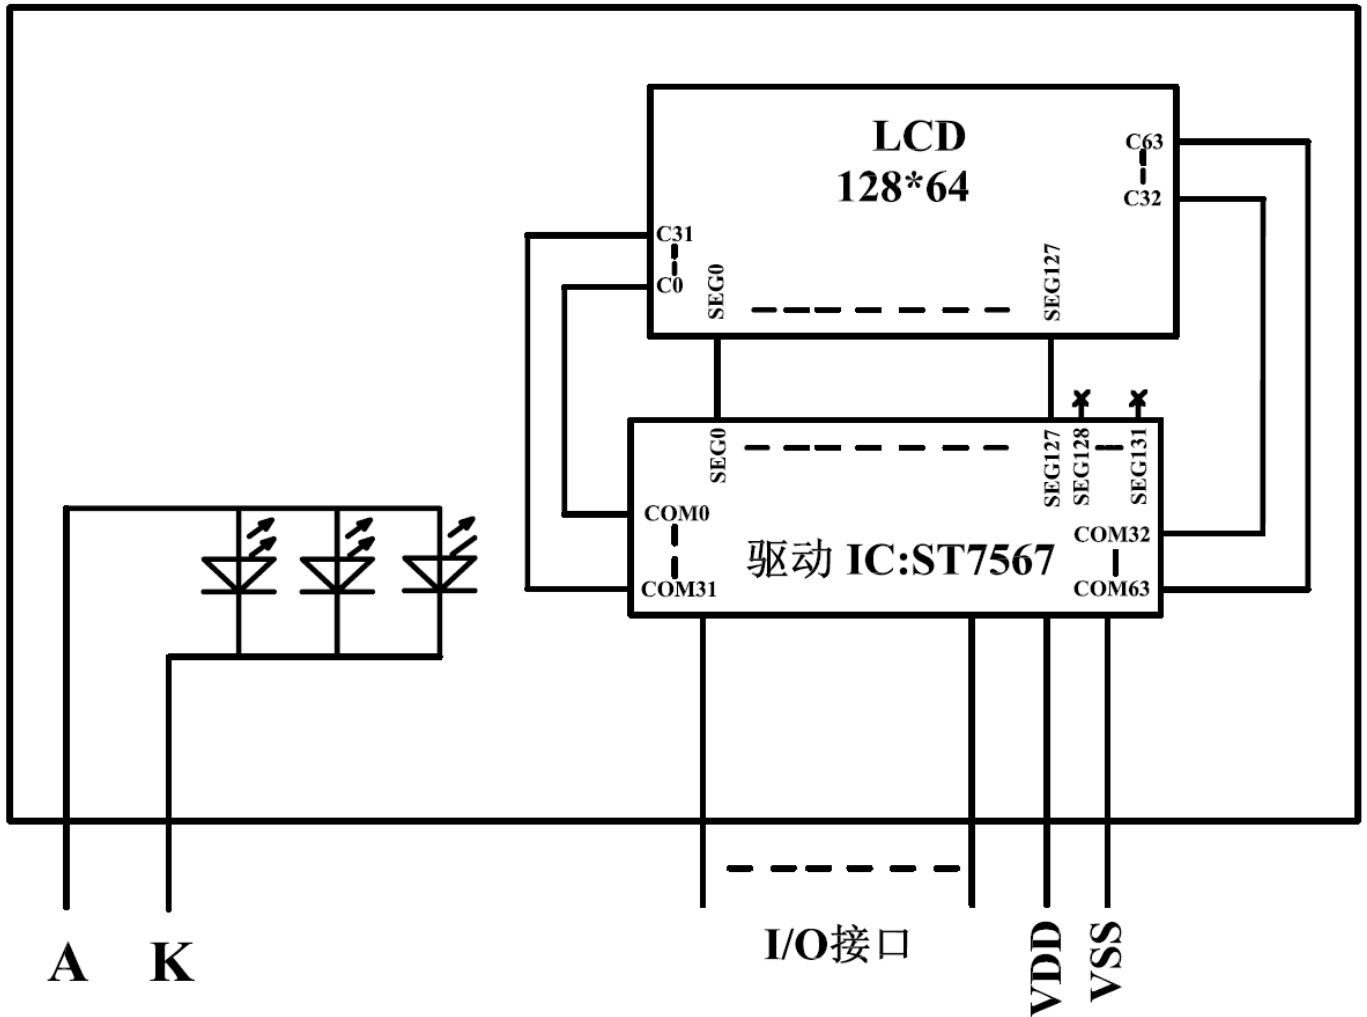 LCD
128*64
C63
C32
C31
C0
SEG0
SEG127
SEG0
SEG127
SEG128
SEG131
COM0
COM32
驱动 IC:ST7567
COM31
COM63
I/O接口
VDD
VSS
A
K